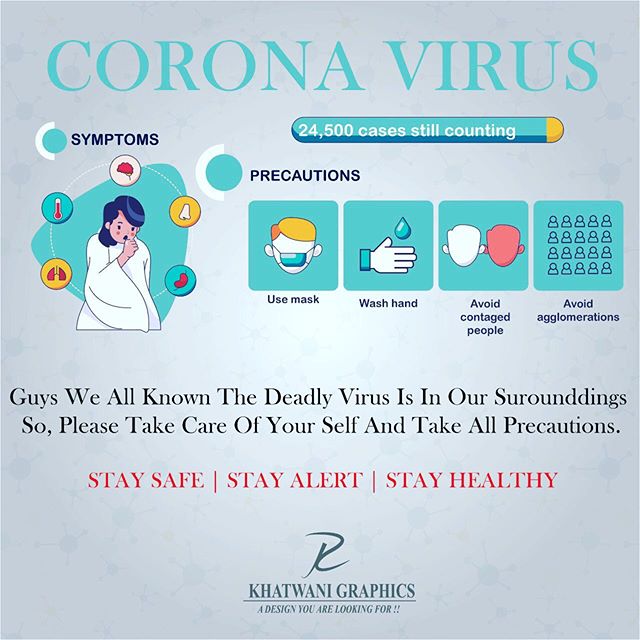 CORONA VIRUS
24,500 cases still counting
SYMPTOMS
PRECAUTIONS
Use mask
Wash hand
Avoid
contaged
people
Avoid
agglomerations
Guys We All Known The Deadly Virus Is In Our Surounddings
So, Please Take Care Of Your Self And Take All Precautions.
STAY SAFE | STAY ALERT | STAY HEALTHY
KHATWANI GRAPHICS
A DESIGN YOU ARE LOOKING FOR !!